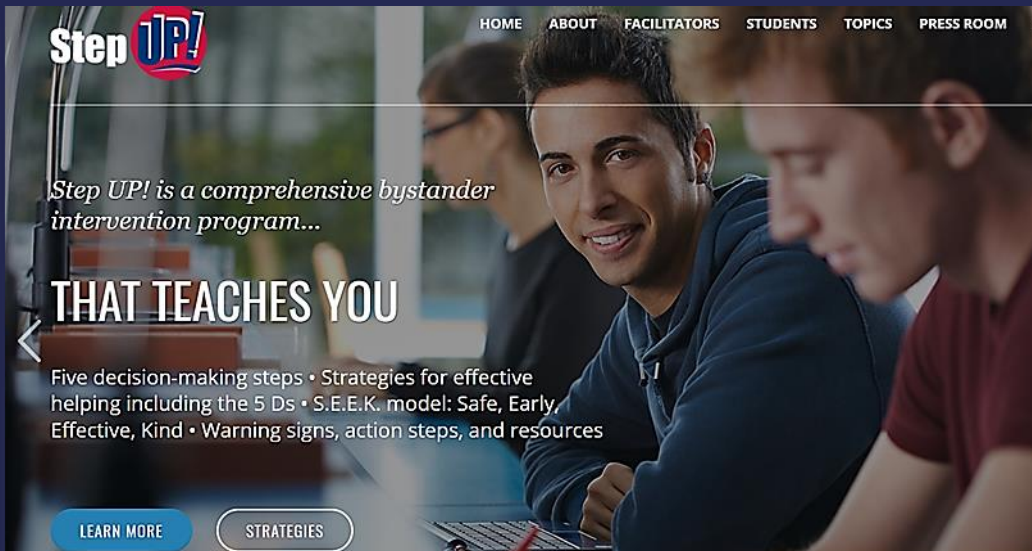 Step UP!
HOME ABOUT FACILITATORS STUDENTS TOPICS PRESS ROOM
Step UP! is a comprehensive bystander
intervention program...
THAT TEACHES YOU
Five decision-making steps • Strategies for effective
helping including the 5 Ds • S.E.E.K. model: Safe, Early,
Effective, Kind • Warning signs, action steps, and resources
LEARN MORE STRATEGIES